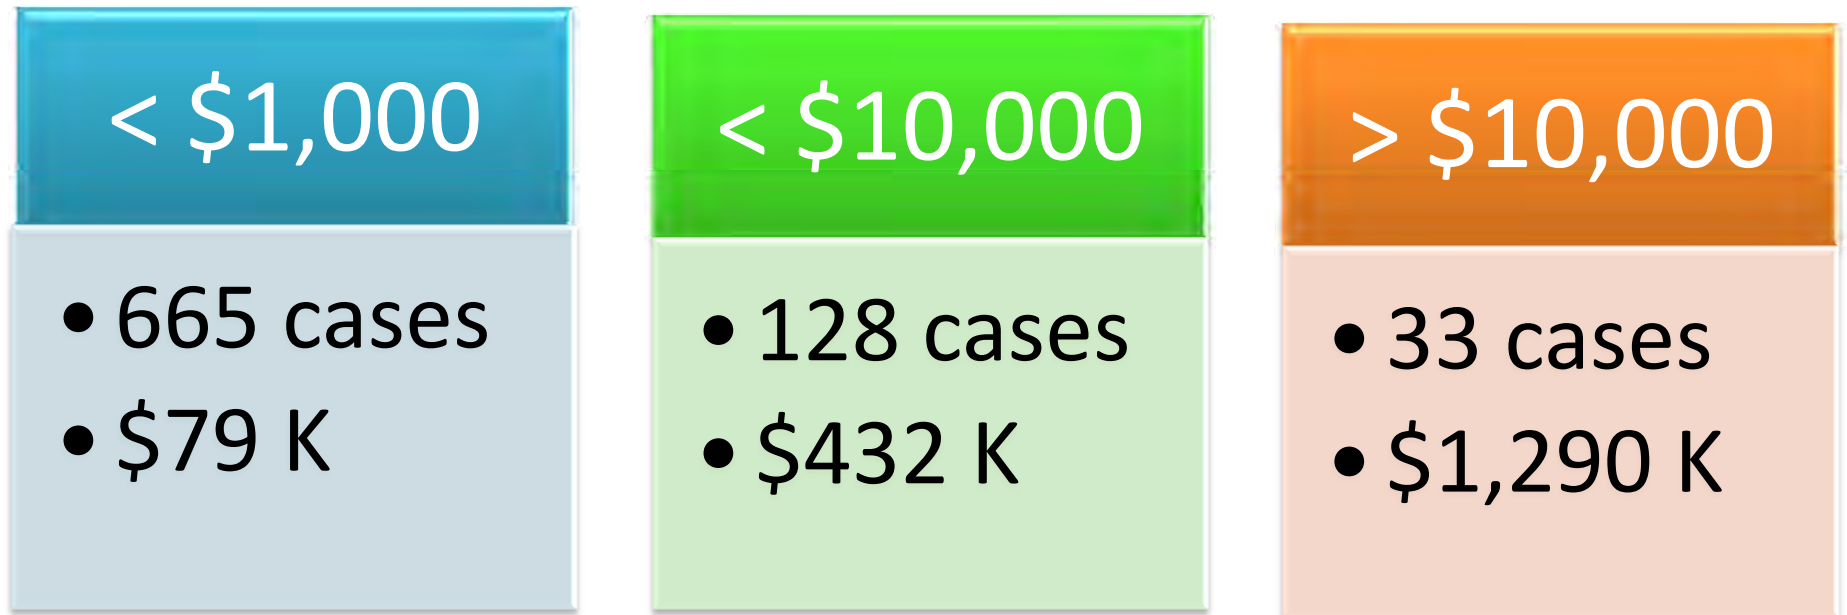 < $1,000
• 665 cases
• $79 K
< $10,000
• 128 cases
• $432 K
> $10,000
• 33 cases
• $1,290 K